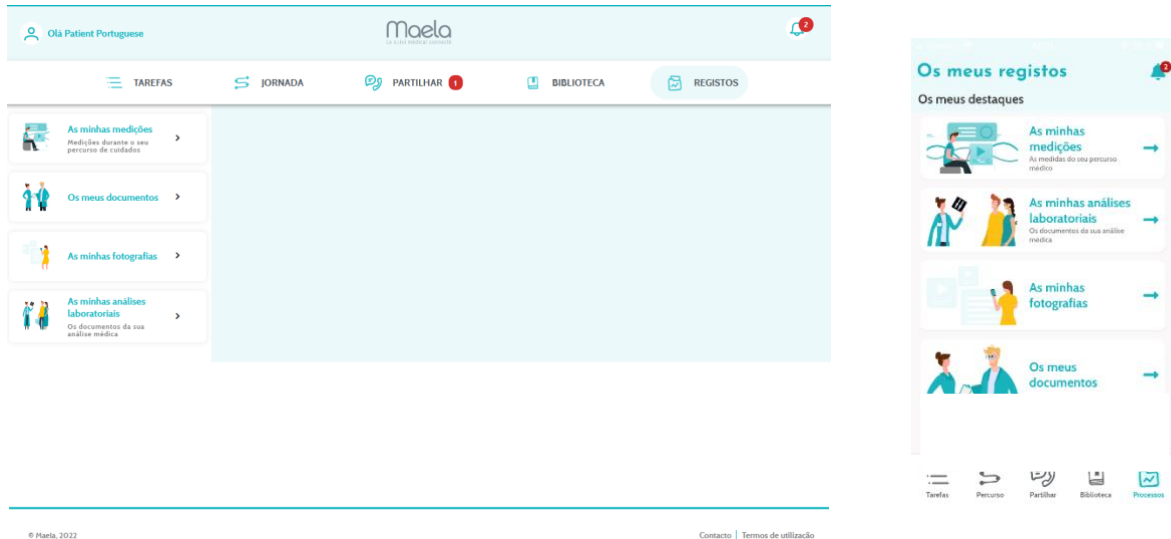 Olá Patient Portuguese
Maela
2
TAREFAS
JORNADA
PARTILHAR 1
BIBLIOTECA
REGISTOS
As minhas medições
Medições durante o seu
percurso de cuidados
Os meus documentos
As minhas fotografias
As minhas análises
laboratoriais
Os documentos da sua
análise médica
© Maela, 2022
Contacto | Termos de utilização
Os meus registos
2
Os meus destaques
As minhas
medições
As medidas do seu percurso
médico
As minhas análises
laboratoriais
Os documentos da sua análise
médica
As minhas
fotografias
Os meus
documentos
Tarefas
Percurso
Partilhar
Biblioteca
Processos